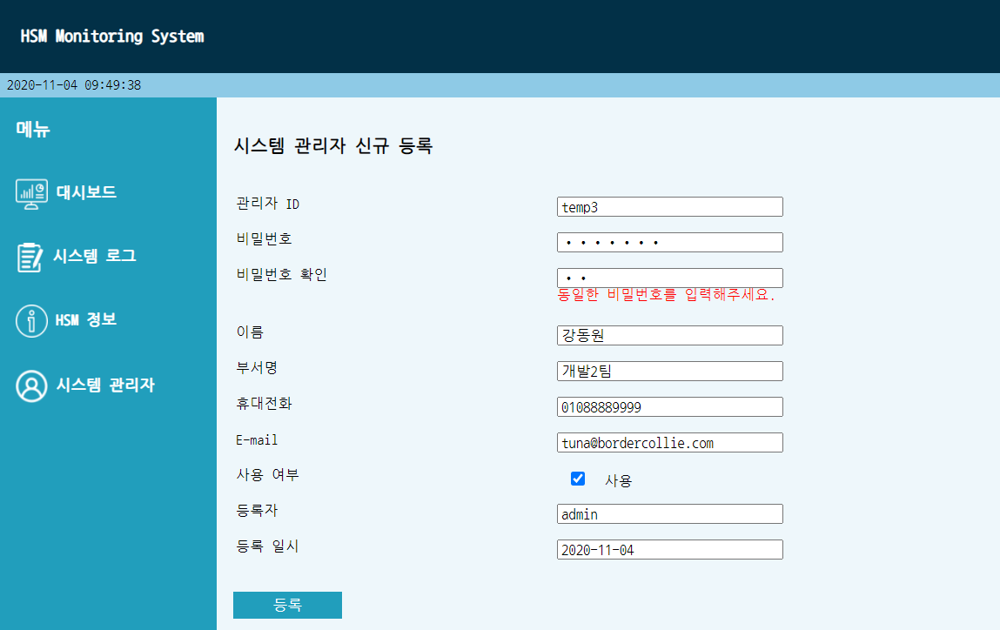 HSM Monitoring System
2020-11-04 09:49:38
메뉴
대시보드
시스템 로그
HSM 정보
시스템 관리자
시스템 관리자 신규 등록
관리자 ID temp3
비밀번호 •••••••
비밀번호 확인 ••
동일한 비밀번호를 입력해주세요.
이름 강동원
부서명 개발2팀
휴대전화 01088889999
E-mail tuna@bordercollie.com
사용 여부 사용
등록자 admin
등록 일시 2020-11-04
등록